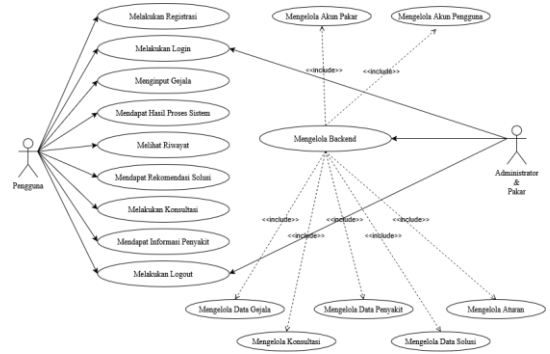 Melakukan Registrasi
Mengelola Akun Pakar
Mengelola Akun Pengguna
Melakukan Login
<<include>>
<<include>>
Menginput Gejala
Mendapat Hasil Proses Sistem
Mengelola Backend
Melihat Riwayat
Pengguna
Administrator
&
Pakar
Mendapat Rekomendasi Solusi
Melakukan Konsultasi
<<include>>
<<include>>
<<include>>
<<include>>
<<include>>
Mendapat Informasi Penyakit
Melakukan Logout
Mengelola Data Gejala
Mengelola Data Penyakit
Mengelola Aturan
Mengelola Konsultasi
Mengelola Data Solusi